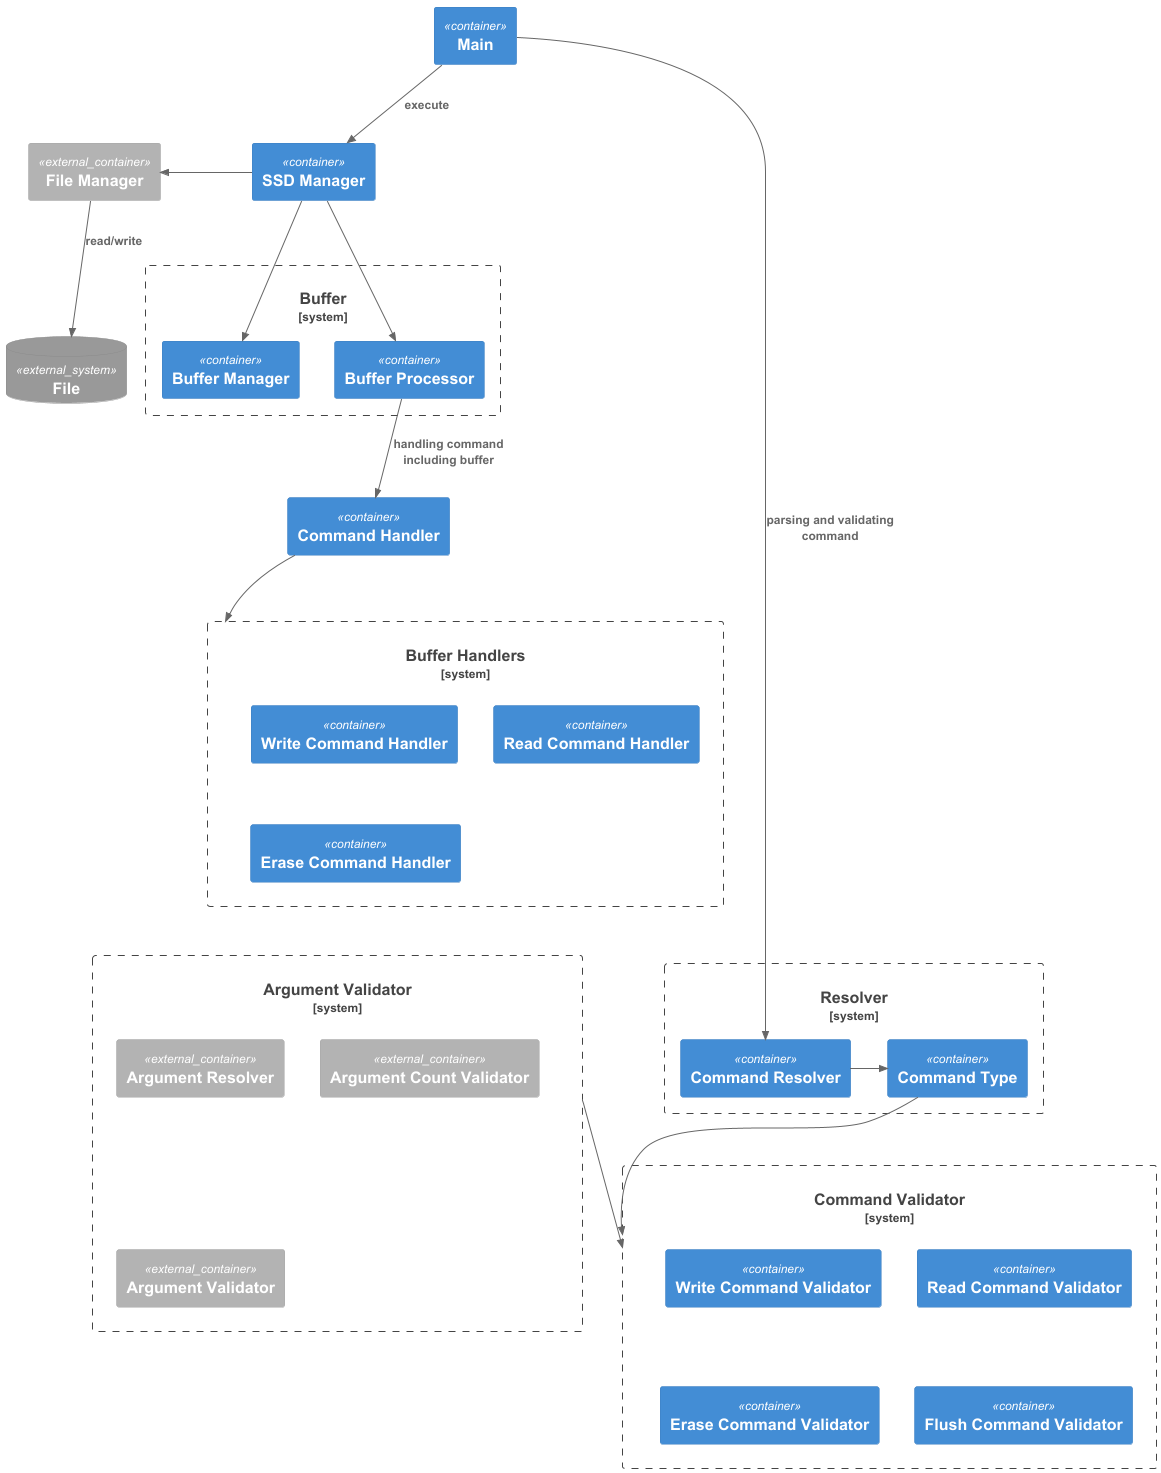 «container»
Main
execute
«external_container»
File Manager
«container»
SSD Manager
read/write
Buffer
[system]
«external_system»
File
«container»
Buffer Manager
«container»
Buffer Processor
handling command
including buffer
«container»
Command Handler
parsing and validating
command
Buffer Handlers
[system]
«container»
Write Command Handler
«container»
Read Command Handler
«container»
Erase Command Handler
Argument Validator
[system]
«external_container»
Argument Resolver
«external_container»
Argument Count Validator
«external_container»
Argument Validator
Resolver
[system]
«container»
Command Resolver
«container»
Command Type
Command Validator
[system]
«container»
Write Command Validator
«container»
Read Command Validator
«container»
Erase Command Validator
«container»
Flush Command Validator